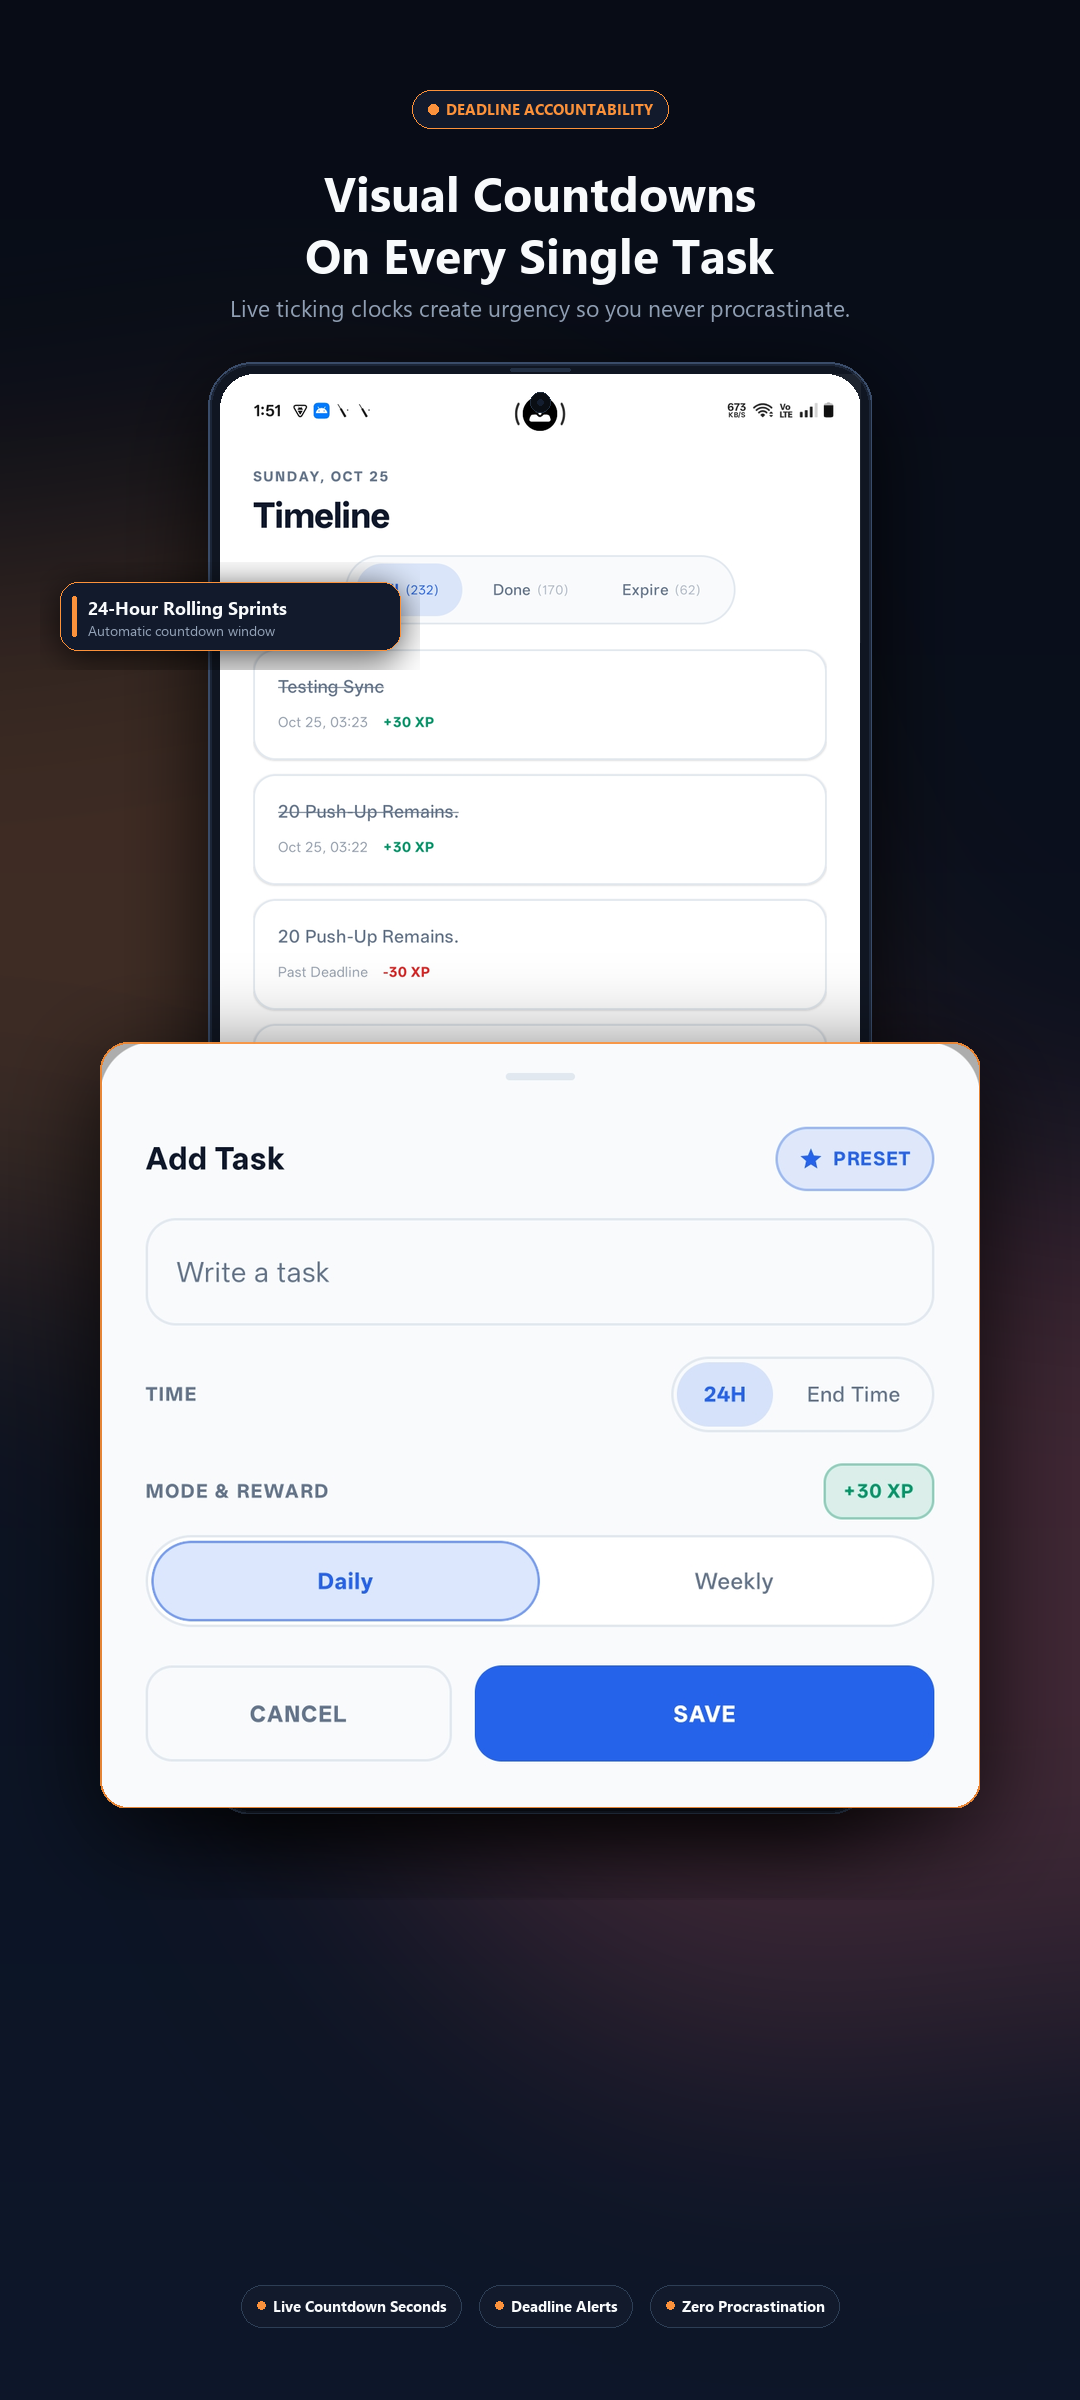 DEADLINE ACCOUNTABILITY
Visual Countdowns
On Every Single Task
Live ticking clocks create urgency so you never procrastinate.
1:51
673 KB/S
Vo LTE
SUNDAY, OCT 25
Timeline
(232)
Done (170)
Expire (62)
24-Hour Rolling Sprints
Automatic countdown window
Testing Sync
Oct 25, 03:23 +30 XP
20 Push-Up Remains.
Oct 25, 03:22 +30 XP
20 Push-Up Remains.
Past Deadline -30 XP
Add Task
PRESET
Write a task
TIME
24H
End Time
MODE & REWARD
+30 XP
Daily
Weekly
CANCEL
SAVE
Live Countdown Seconds
Deadline Alerts
Zero Procrastination